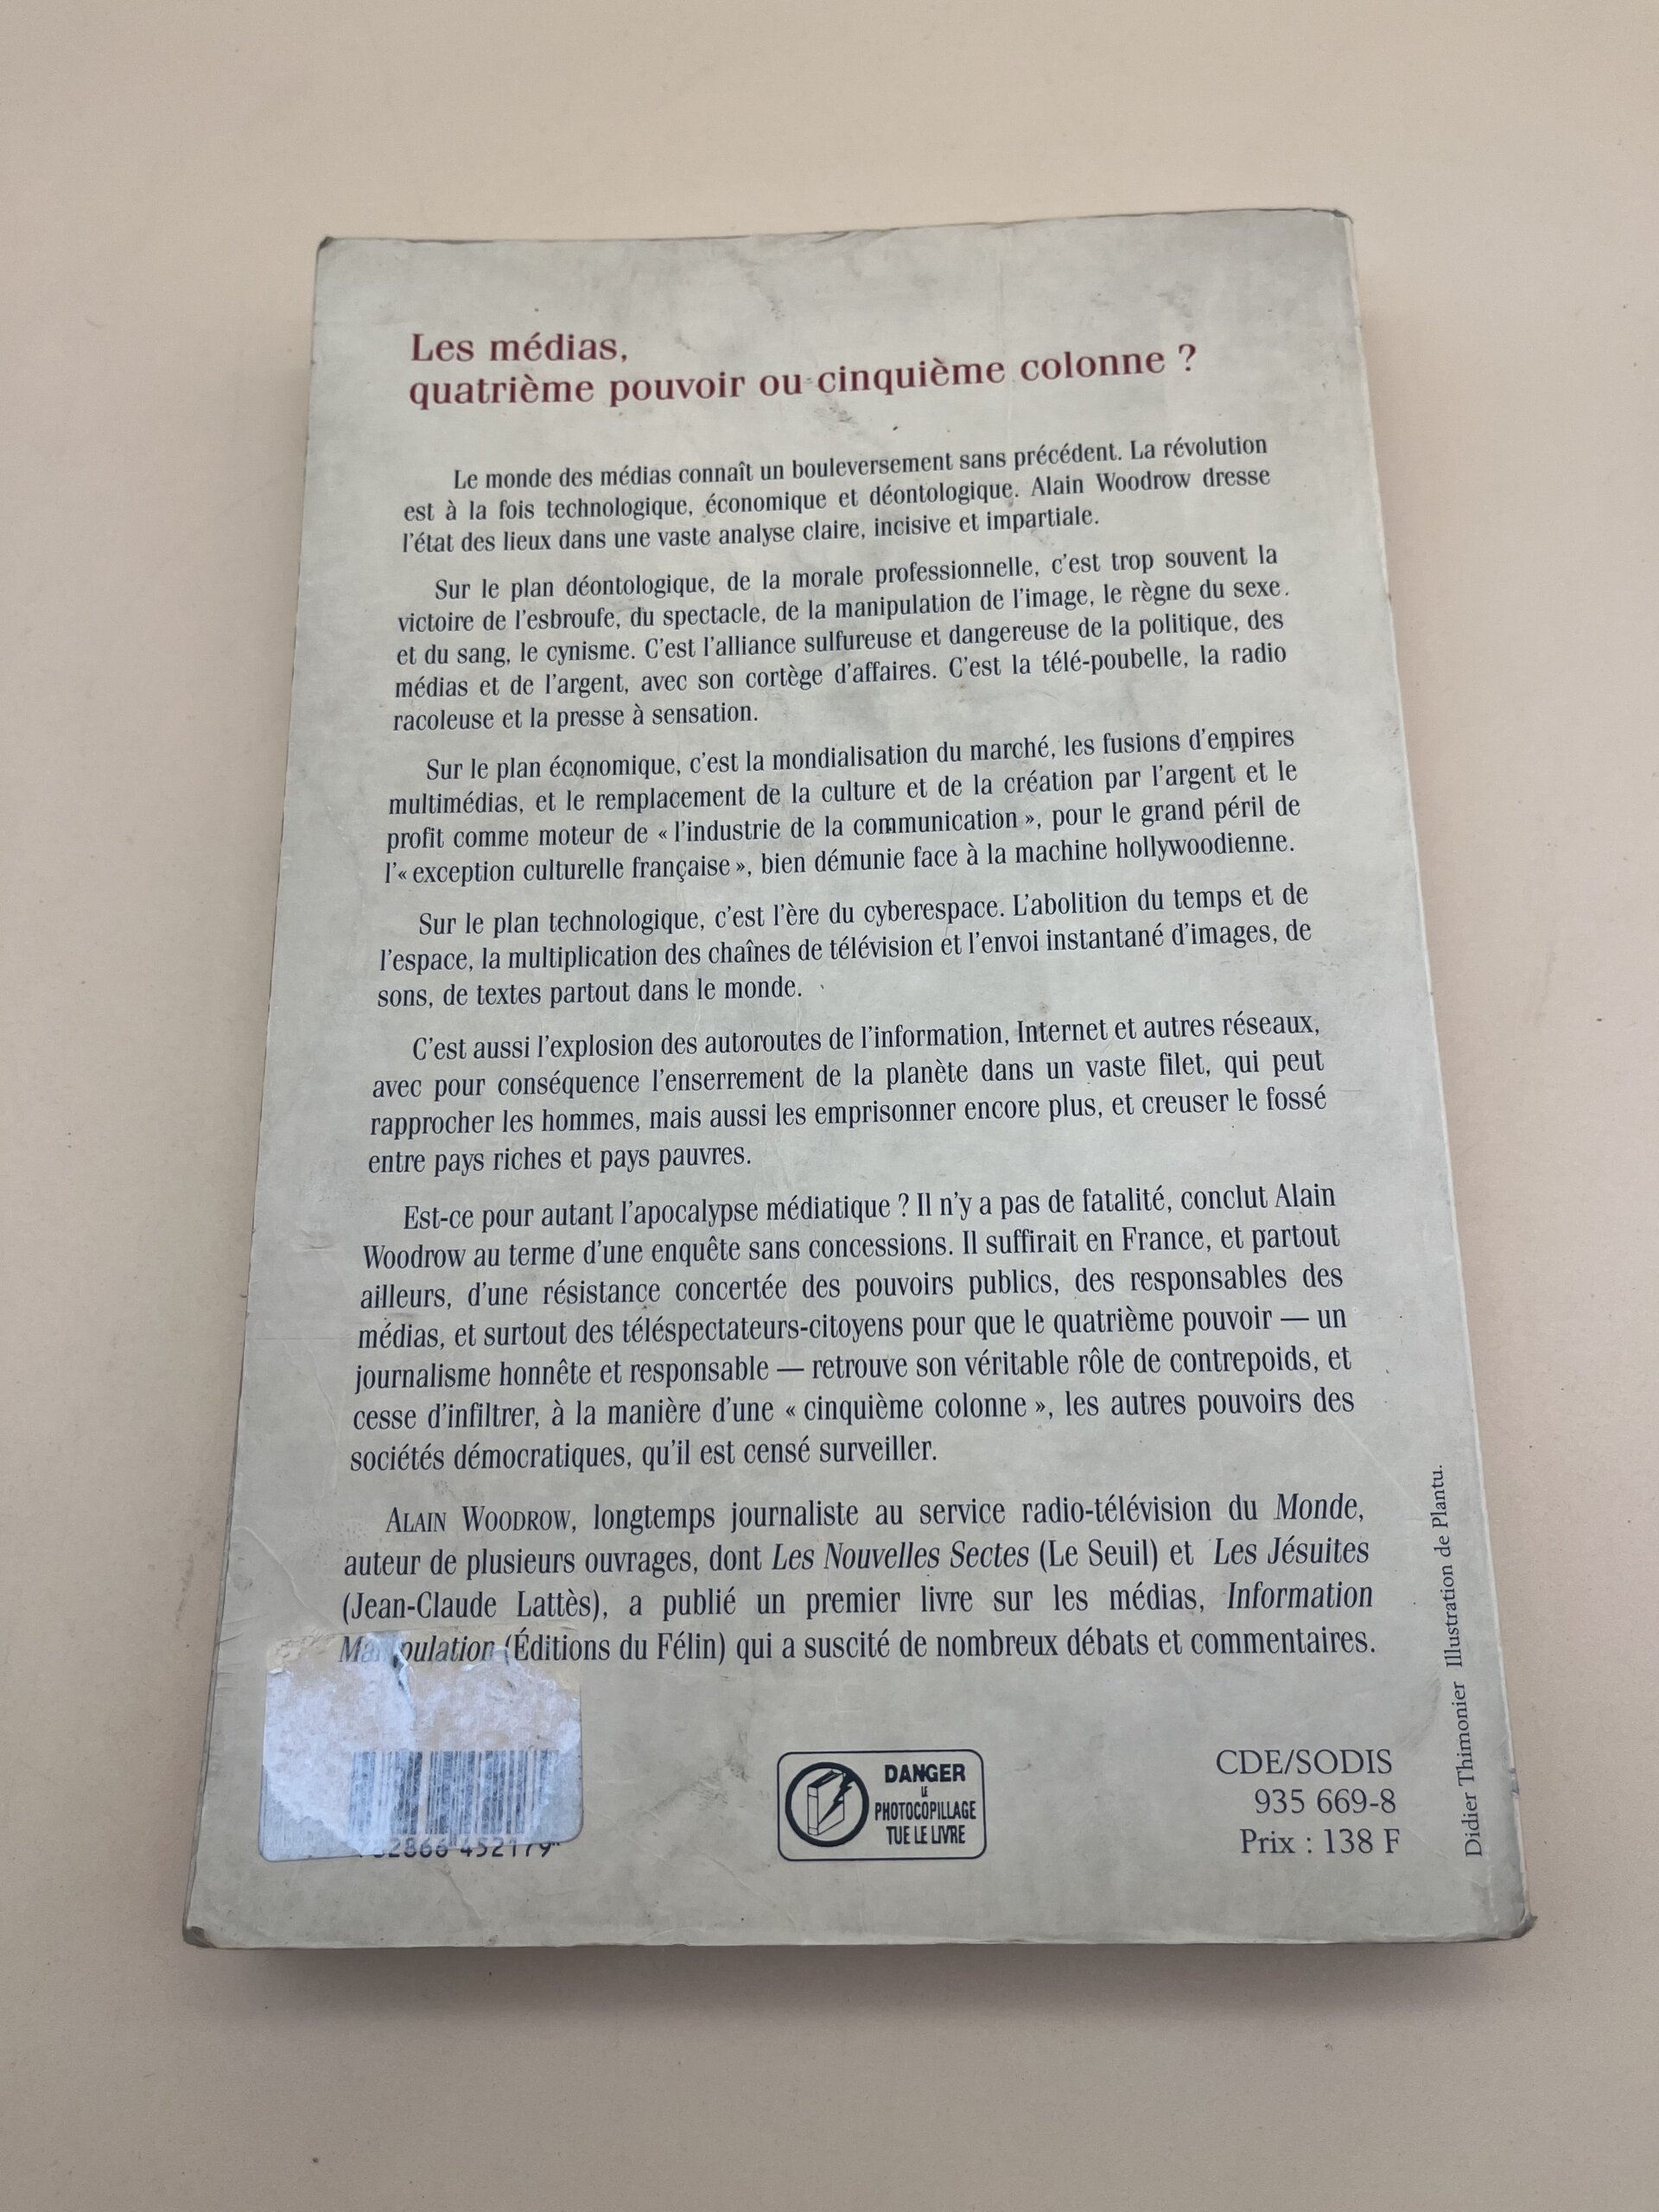 Les médias,
quatrième pouvoir ou cinquième colonne ?
Le monde des médias connaît un bouleversement sans précédent. La révolution
est à la fois technologique, économique et déontologique. Alain Woodrow dresse
l'état des lieux dans une vaste analyse claire, incisive et impartiale.
Sur le plan déontologique, de la morale professionnelle, c'est trop souvent la
victoire de l'esbroufe, du spectacle, de la manipulation de l'image, le règne du sexe
et du sang, le cynisme. C'est l'alliance sulfureuse et dangereuse de la politique, des
médias et de l'argent, avec son cortège d'affaires. C'est la télé-poubelle, la radio
racoleuse et la presse à sensation.
Sur le plan économique, c'est la mondialisation du marché, les fusions d'empires
multimédias, et le remplacement de la culture et de la création par l'argent et le
profit comme moteur de « l'industrie de la communication », pour le grand péril de
l'« exception culturelle française », bien démunie face à la machine hollywoodienne.
Sur le plan technologique, c'est l'ère du cyberespace. L'abolition du temps et de
l'espace, la multiplication des chaînes de télévision et l'envoi instantané d'images, de
sons, de textes partout dans le monde.
C'est aussi l'explosion des autoroutes de l'information, Internet et autres réseaux,
avec pour conséquence l'enserrement de la planète dans un vaste filet, qui peut
rapprocher les hommes, mais aussi les emprisonner encore plus, et creuser le fossé
entre pays riches et pays pauvres.
Est-ce pour autant l'apocalypse médiatique ? Il n'y a pas de fatalité, conclut Alain
Woodrow au terme d'une enquête sans concessions. Il suffirait en France, et partout
ailleurs, d'une résistance concertée des pouvoirs publics, des responsables des
médias, et surtout des téléspectateurs-citoyens pour que le quatrième pouvoir — un
journalisme honnête et responsable — retrouve son véritable rôle de contrepoids, et
cesse d'infiltrer, à la manière d'une « cinquième colonne », les autres pouvoirs des
sociétés démocratiques, qu'il est censé surveiller.
ALAIN WOODROW, longtemps journaliste au service radio-télévision du Monde,
auteur de plusieurs ouvrages, dont Les Nouvelles Sectes (Le Seuil) et Les Jésuites
(Jean-Claude Lattès), a publié un premier livre sur les médias, Information
Manipulation (Éditions du Félin) qui a suscité de nombreux débats et commentaires.
DANGER
LE
PHOTOCOPILLAGE
TUE LE LIVRE
CDE/SODIS
935 669-8
Prix : 138 F
Didier Thimonier Illustration de Plantu.